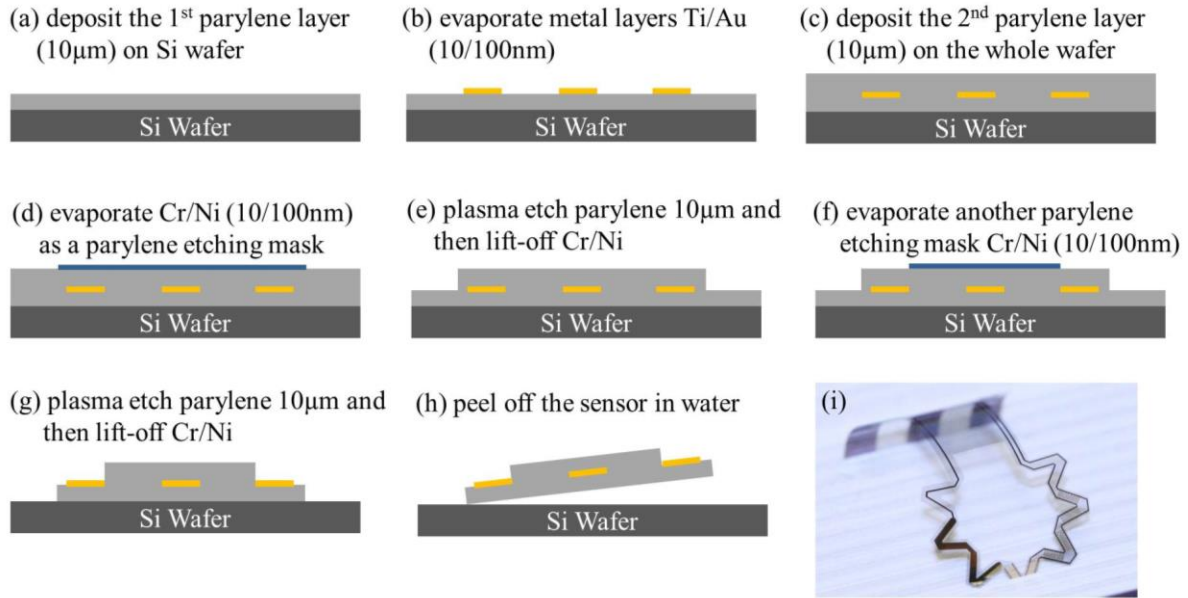 (a) deposit the 1st parylene layer
(10μm) on Si wafer
Si Wafer
(b) evaporate metal layers Ti/Au
(10/100nm)
Si Wafer
(c) deposit the 2nd parylene layer
(10μm) on the whole wafer
Si Wafer
(d) evaporate Cr/Ni (10/100nm)
as a parylene etching mask
Si Wafer
(e) plasma etch parylene 10μm and
then lift-off Cr/Ni
Si Wafer
(f) evaporate another parylene
etching mask Cr/Ni (10/100nm)
Si Wafer
(g) plasma etch parylene 10μm and
then lift-off Cr/Ni
Si Wafer
(h) peel off the sensor in water
Si Wafer
(i)